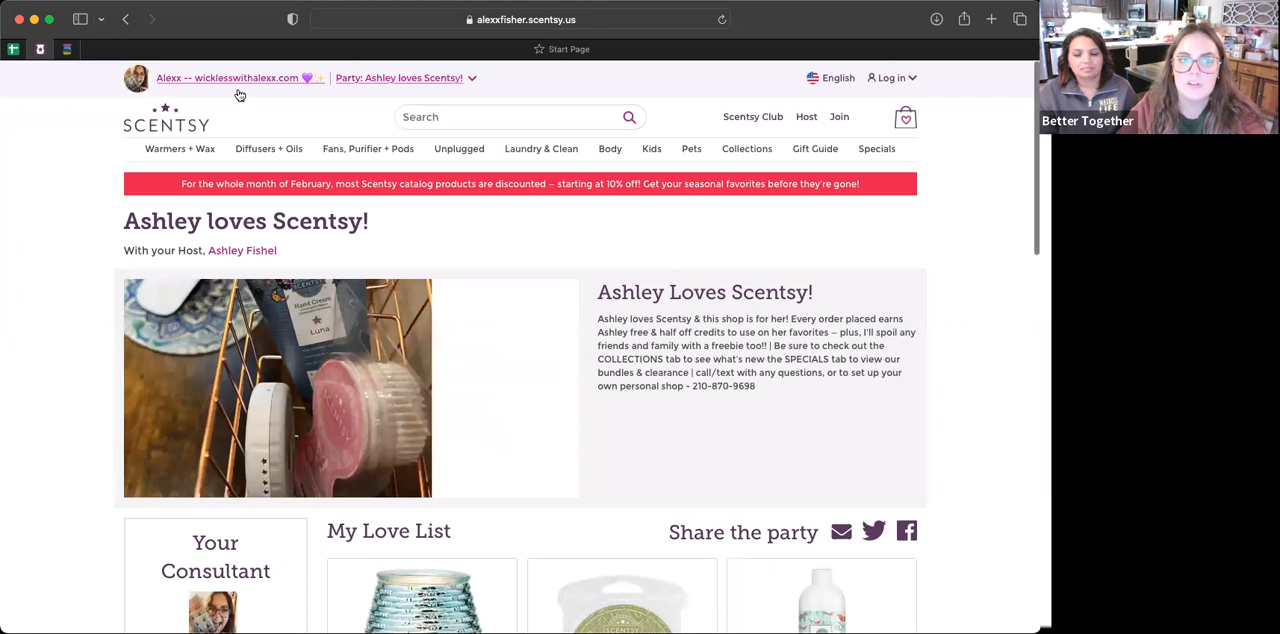 alexxfisher.scentsy.us
Start Page
Alexx -- wicklesswithalexx.com 💜✨ | Party: Ashley loves Scentsy!
English
Log in
SCENTSY
Search
Scentsy Club Host Join
Warmers + Wax Diffusers + Oils Fans, Purifier + Pods Unplugged Laundry & Clean Body Kids Pets Collections Gift Guide Specials
For the whole month of February, most Scentsy catalog products are discounted – starting at 10% off! Get your seasonal favorites before they're gone!
Ashley loves Scentsy!
With your Host, Ashley Fishel
Hand Cream
Luna
Ashley Loves Scentsy!
Ashley loves Scentsy & this shop is for her! Every order placed earns
Ashley free & half off credits to use on her favorites – plus, I'll spoil any
friends and family with a freebie too!! | Be sure to check out the
COLLECTIONS tab to see what's new the SPECIALS tab to view our
bundles & clearance | call/text with any questions, or to set up your
own personal shop - 210-870-9698
Your
Consultant
My Love List
Share the party
SCENTSY
Better Together